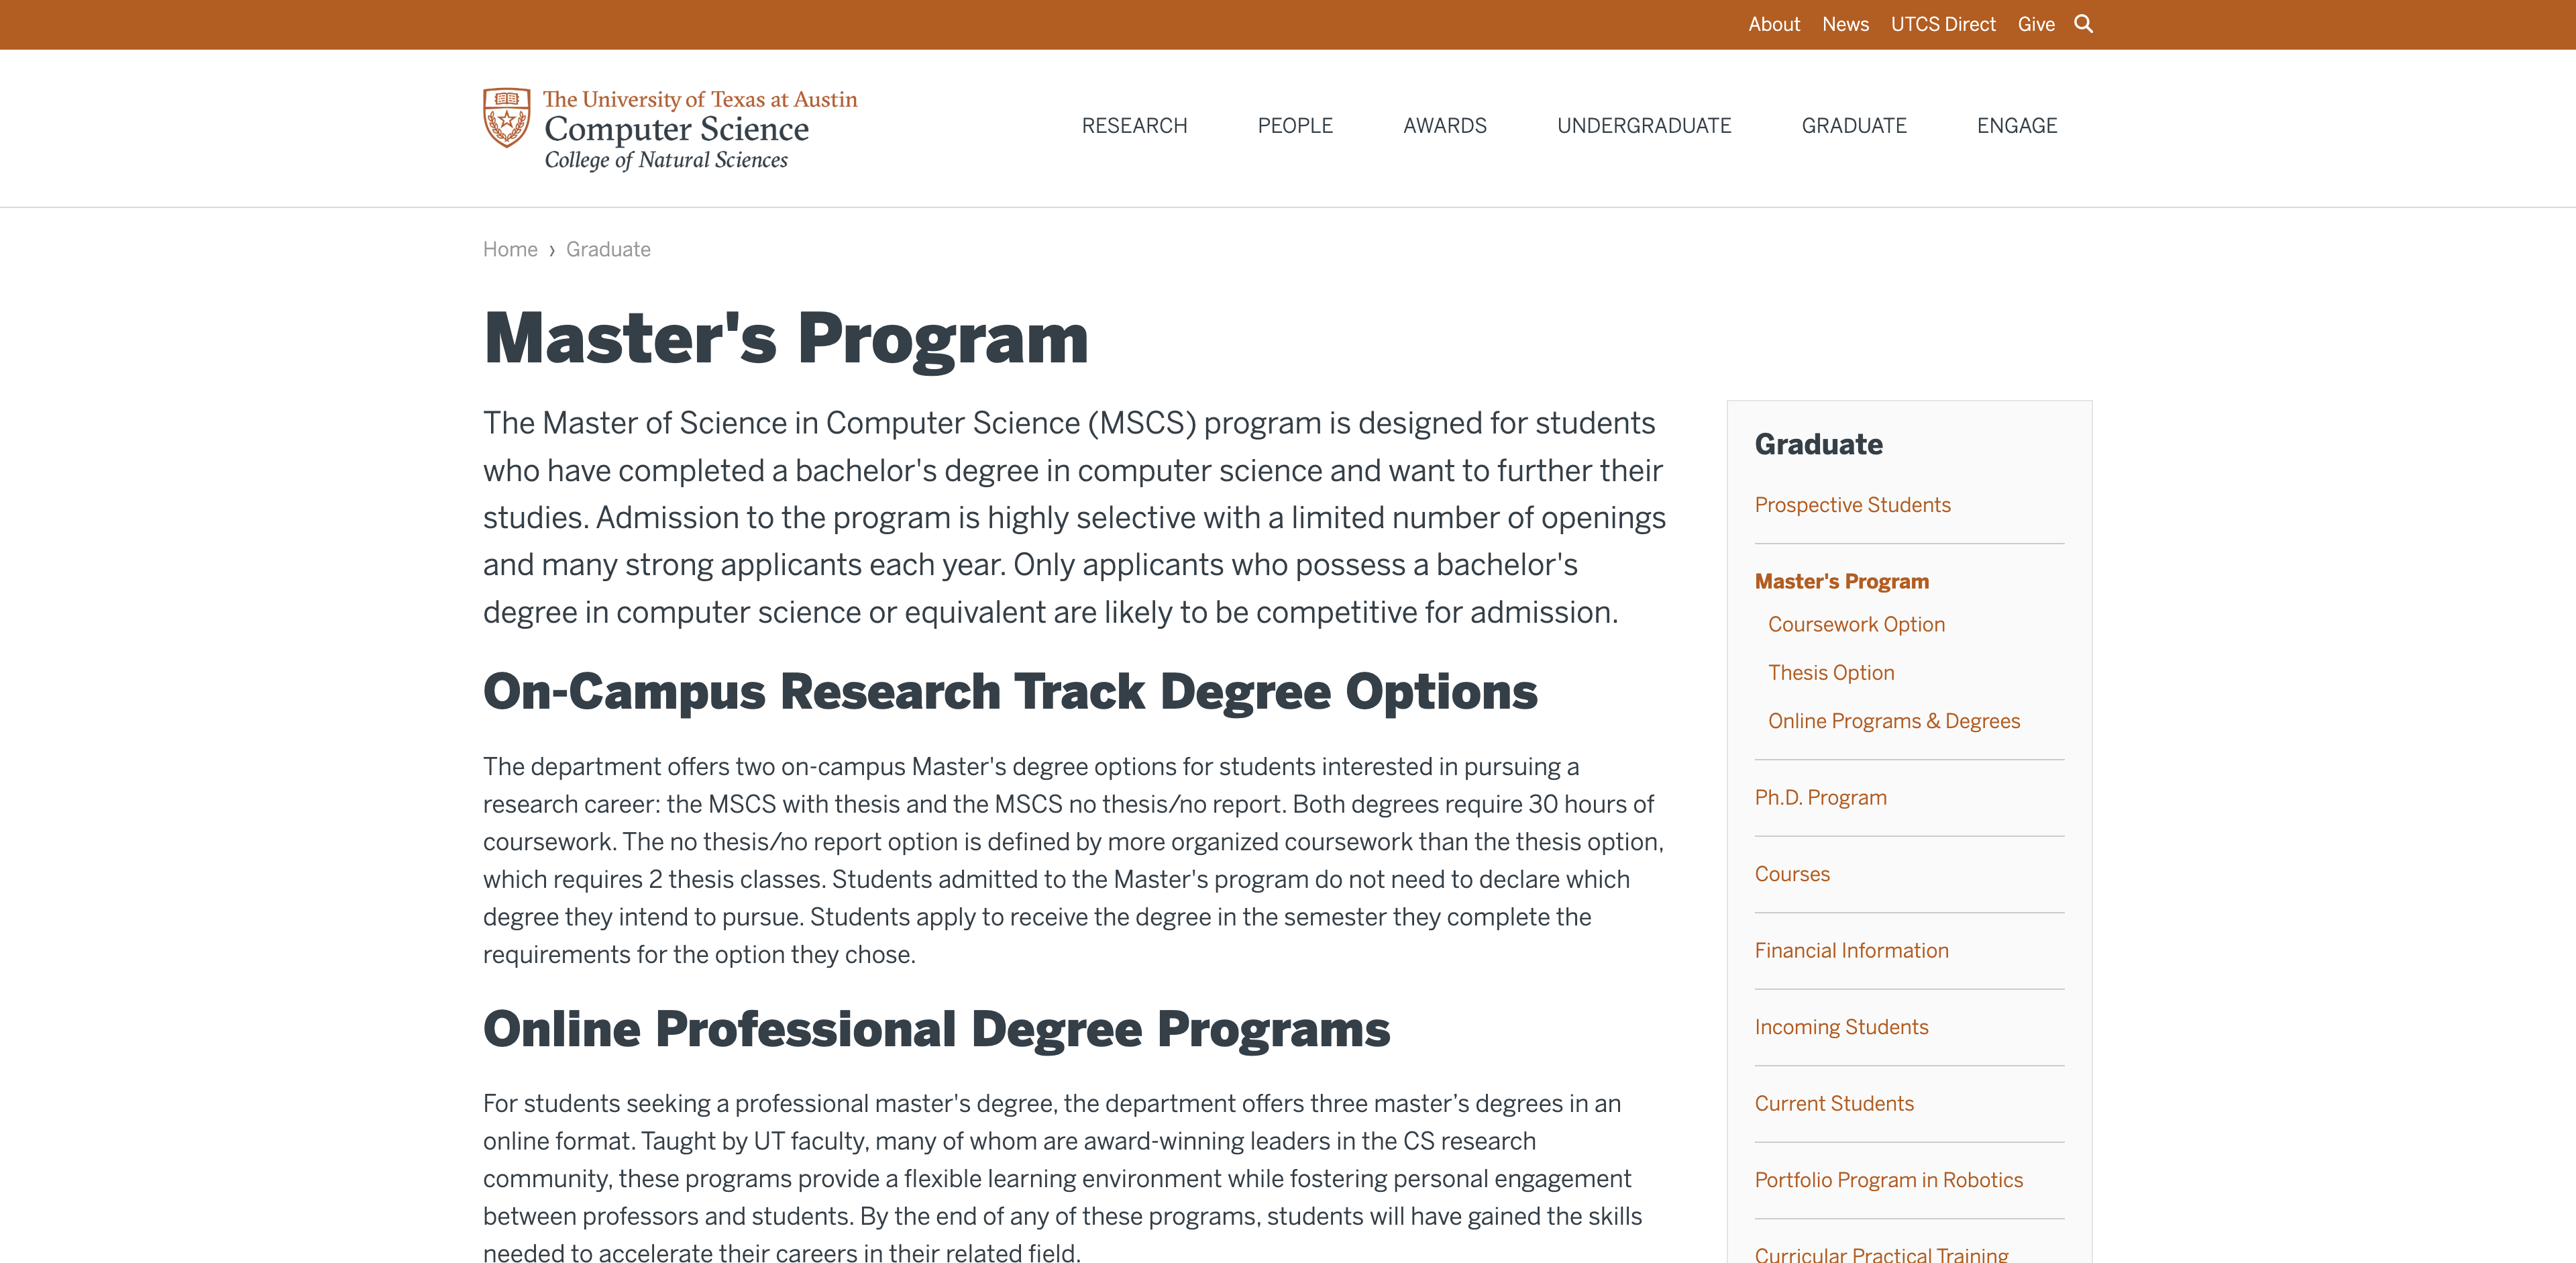 About News UTCS Direct Give
The University of Texas at Austin
Computer Science
College of Natural Sciences
RESEARCH PEOPLE AWARDS UNDERGRADUATE GRADUATE ENGAGE
Home › Graduate
Master's Program
The Master of Science in Computer Science (MSCS) program is designed for students
who have completed a bachelor's degree in computer science and want to further their
studies. Admission to the program is highly selective with a limited number of openings
and many strong applicants each year. Only applicants who possess a bachelor's
degree in computer science or equivalent are likely to be competitive for admission.
On-Campus Research Track Degree Options
The department offers two on-campus Master's degree options for students interested in pursuing a
research career: the MSCS with thesis and the MSCS no thesis/no report. Both degrees require 30 hours of
coursework. The no thesis/no report option is defined by more organized coursework than the thesis option,
which requires 2 thesis classes. Students admitted to the Master's program do not need to declare which
degree they intend to pursue. Students apply to receive the degree in the semester they complete the
requirements for the option they chose.
Online Professional Degree Programs
For students seeking a professional master's degree, the department offers three master’s degrees in an
online format. Taught by UT faculty, many of whom are award-winning leaders in the CS research
community, these programs provide a flexible learning environment while fostering personal engagement
between professors and students. By the end of any of these programs, students will have gained the skills
needed to accelerate their careers in their related field.
Graduate
Prospective Students
Master's Program
Coursework Option
Thesis Option
Online Programs & Degrees
Ph.D. Program
Courses
Financial Information
Incoming Students
Current Students
Portfolio Program in Robotics
Curricular Practical Training